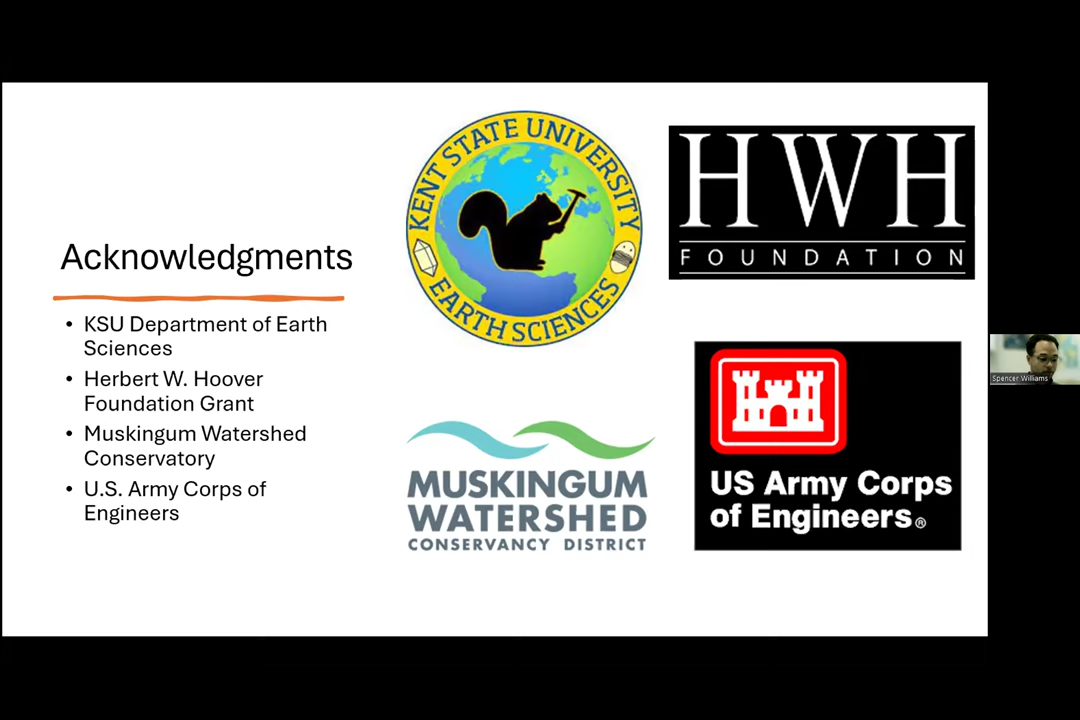 Acknowledgments
• KSU Department of Earth
Sciences
• Herbert W. Hoover
Foundation Grant
• Muskingum Watershed
Conservatory
• U.S. Army Corps of
Engineers
KENT STATE UNIVERSITY
EARTH SCIENCES
HWH
FOUNDATION
MUSKINGUM
WATERSHED
CONSERVANCY DISTRICT
US Army Corps
of Engineers®
Spencer Williams